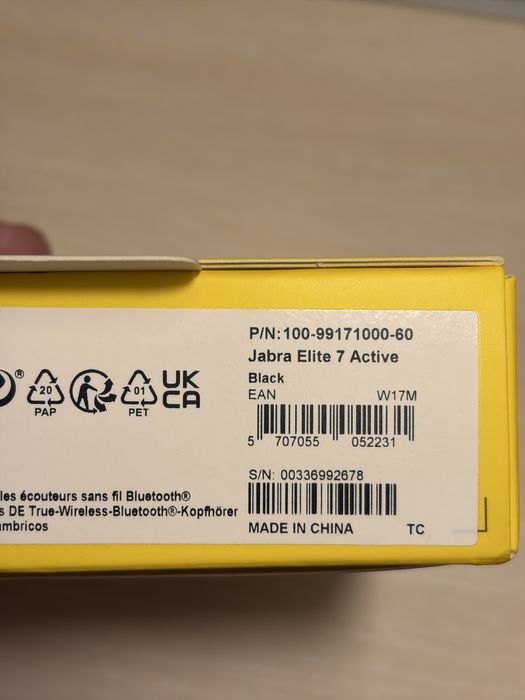 P/N:100-99171000-60
Jabra Elite 7 Active
Black
EAN W17M
5 707055 052231
S/N: 00336992678
MADE IN CHINA TC
®
20
PAP
01
PET
UK
CA
les écouteurs sans fil Bluetooth®
DE True-Wireless-Bluetooth®-Kopfhörer